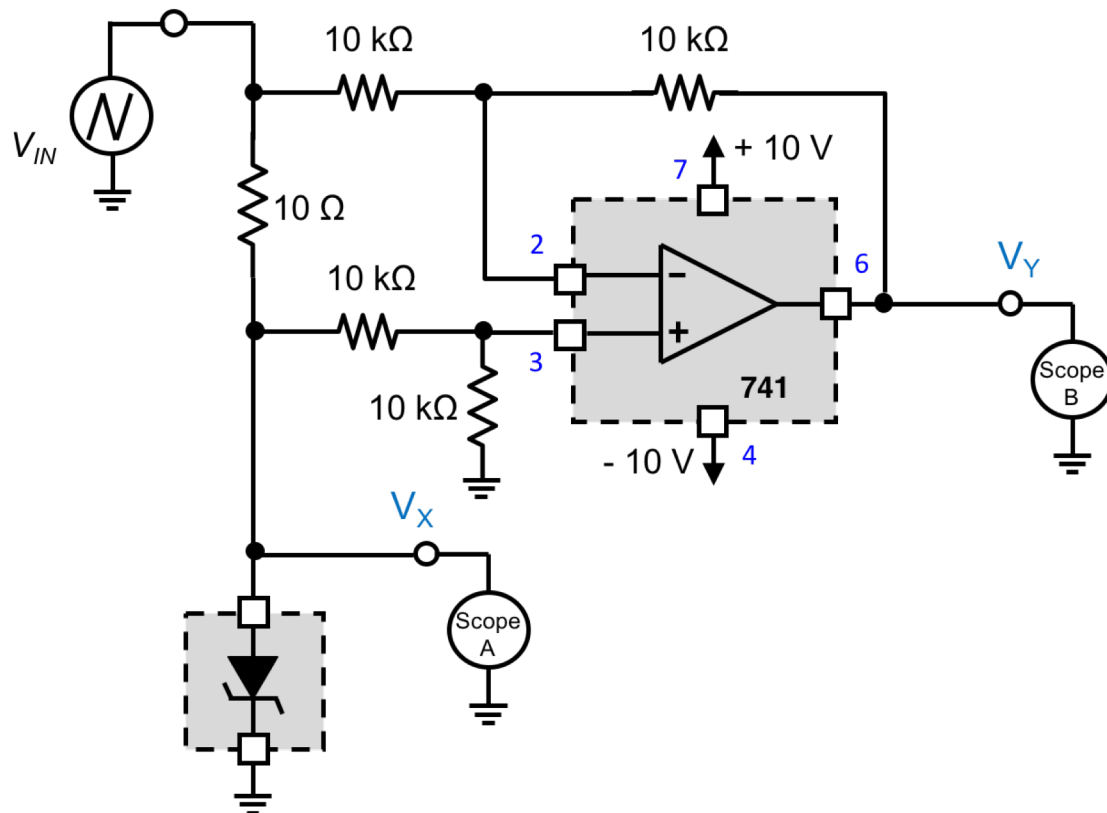 10 kΩ
10 kΩ
V_IN
7
+ 10 V
10 Ω
2
6
V_Y
10 kΩ
−
+
3
741
Scope
B
10 kΩ
- 10 V
4
V_X
Scope
A